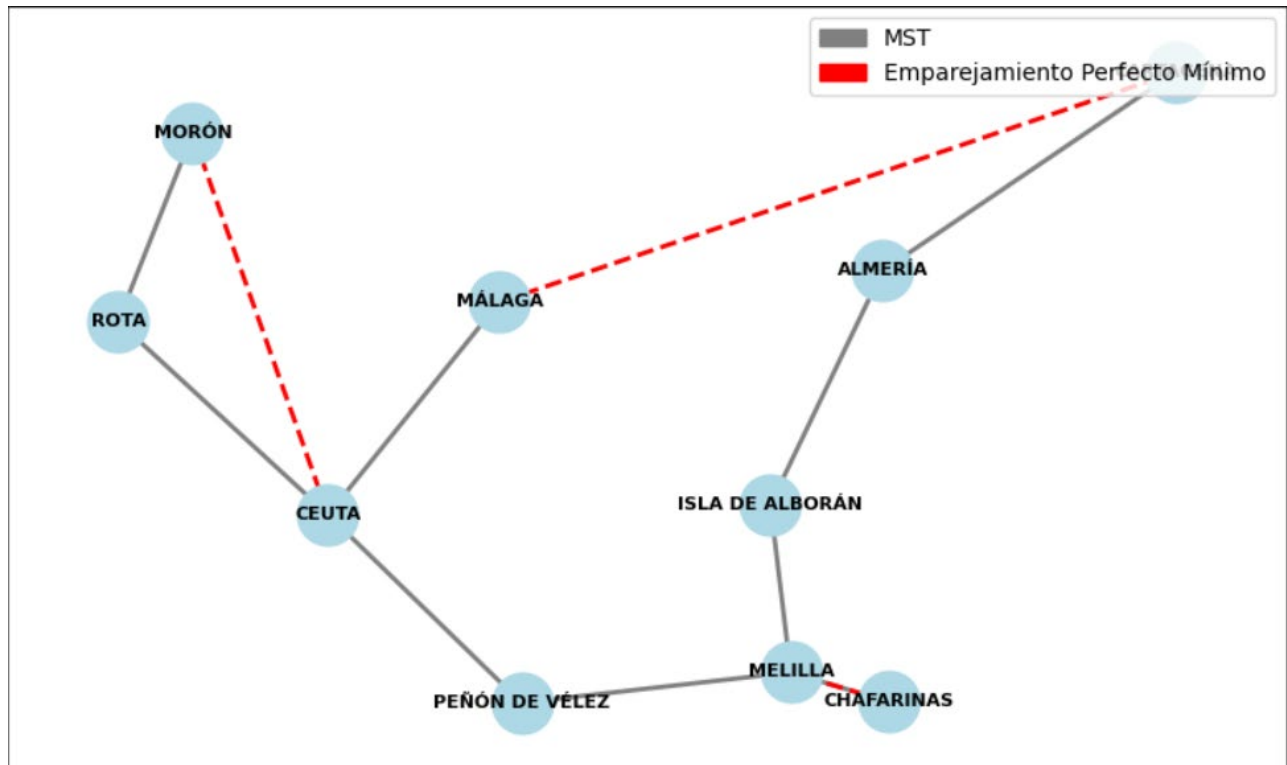 MST
Emparejamiento Perfecto Mínimo
MORÓN
ALMERÍA
MÁLAGA
ROTA
ISLA DE ALBORÁN
CEUTA
MELILLA
PEÑÓN DE VÉLEZ
CHAFARINAS